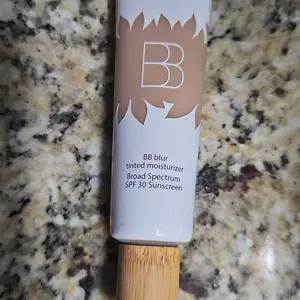 BB
BB blur
tinted moisturizer
Broad Spectrum
SPF 30 Sunscreen